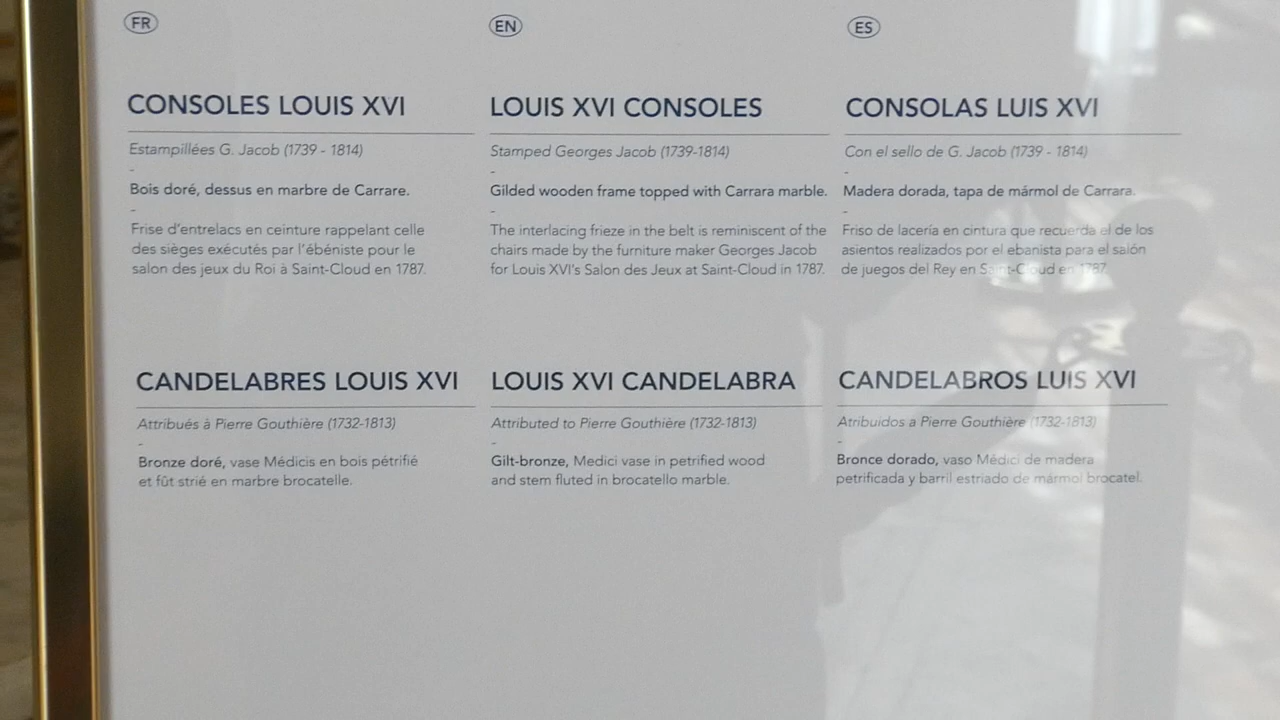 FR
CONSOLES LOUIS XVI
Estampillées G. Jacob (1739 - 1814)
-
Bois doré, dessus en marbre de Carrare.
-
Frise d'entrelacs en ceinture rappelant celle
des sièges exécutés par l'ébéniste pour le
salon des jeux du Roi à Saint-Cloud en 1787.
CANDELABRES LOUIS XVI
Attribués à Pierre Gouthière (1732-1813)
-
Bronze doré, vase Médicis en bois pétrifié
et fût strié en marbre brocatelle.
EN
LOUIS XVI CONSOLES
Stamped Georges Jacob (1739-1814)
-
Gilded wooden frame topped with Carrara marble.
-
The interlacing frieze in the belt is reminiscent of the
chairs made by the furniture maker Georges Jacob
for Louis XVI's Salon des Jeux at Saint-Cloud in 1787.
LOUIS XVI CANDELABRA
Attributed to Pierre Gouthière (1732-1813)
-
Gilt-bronze, Medici vase in petrified wood
and stem fluted in brocatello marble.
ES
CONSOLAS LUIS XVI
Con el sello de G. Jacob (1739 - 1814)
-
Madera dorada, tapa de mármol de Carrara.
-
Friso de lacería en cintura que recuerda el de los
asientos realizados por el ebanista para el salón
de juegos del Rey en Saint-Cloud en 1787.
CANDELABROS LUIS XVI
Atribuidos a Pierre Gouthière (1732-1813)
-
Bronce dorado, vaso Médici de madera
petrificada y barril estriado de mármol brocatel.